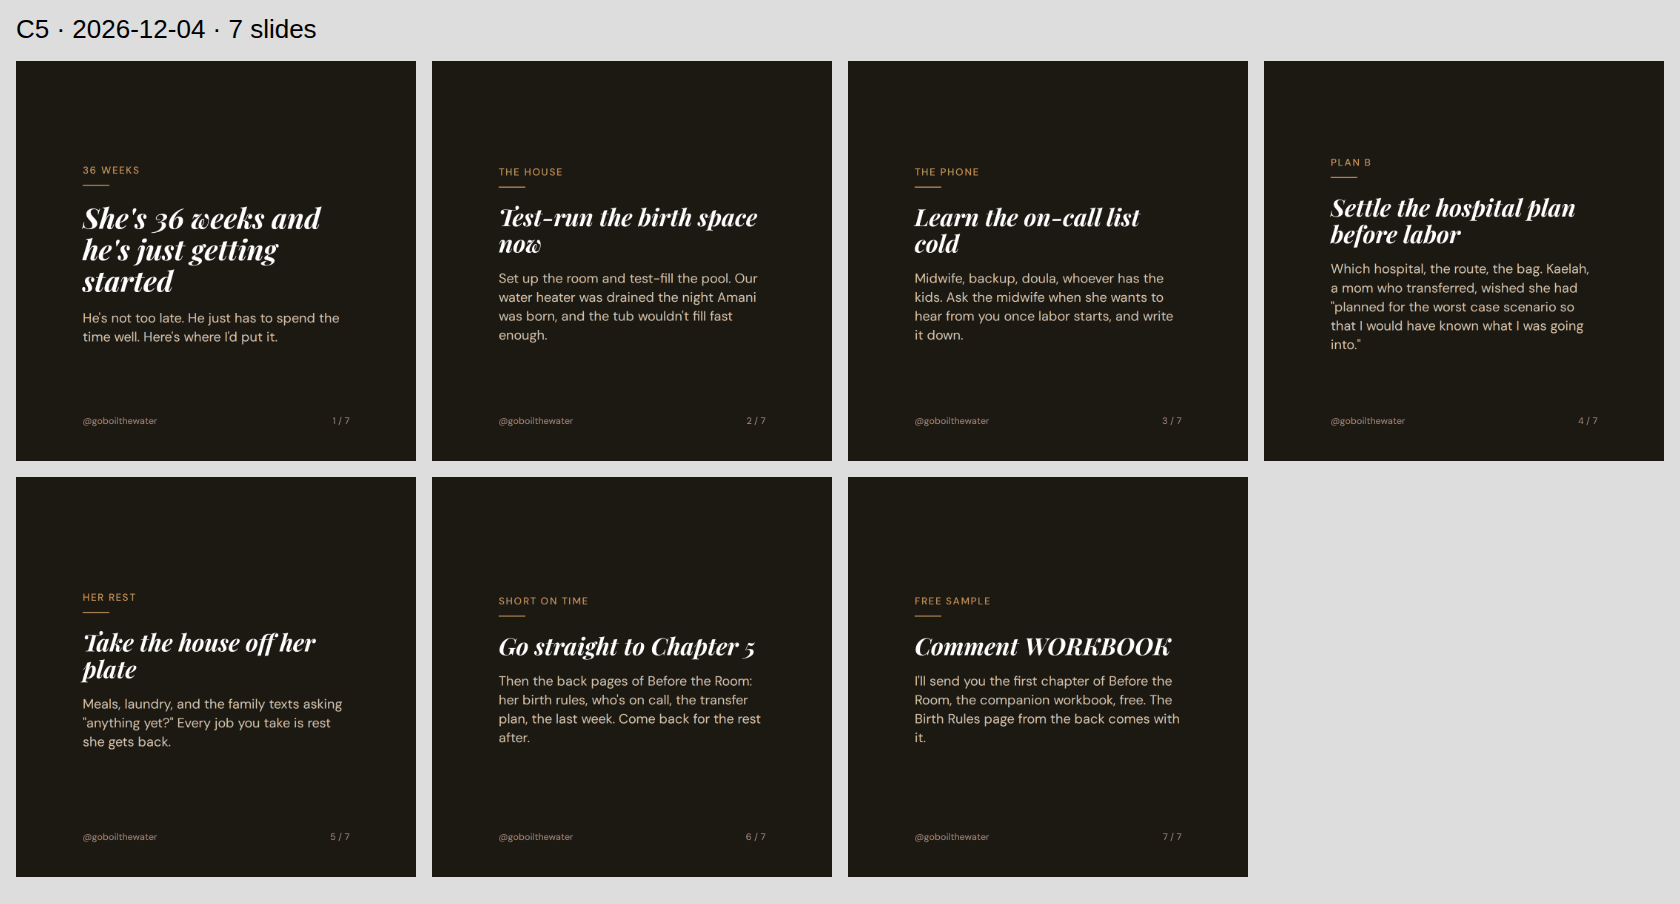 C5 · 2026-12-04 · 7 slides
36 WEEKS
She's 36 weeks and
he's just getting
started
He's not too late. He just has to spend the
time well. Here's where I'd put it.
@goboilthewater
1 / 7
THE HOUSE
Test-run the birth space
now
Set up the room and test-fill the pool. Our
water heater was drained the night Amani
was born, and the tub wouldn't fill fast
enough.
@goboilthewater
2 / 7
THE PHONE
Learn the on-call list
cold
Midwife, backup, doula, whoever has the
kids. Ask the midwife when she wants to
hear from you once labor starts, and write
it down.
@goboilthewater
3 / 7
PLAN B
Settle the hospital plan
before labor
Which hospital, the route, the bag. Kaelah,
a mom who transferred, wished she had
"planned for the worst case scenario so
that I would have known what I was going
into."
@goboilthewater
4 / 7
HER REST
Take the house off her
plate
Meals, laundry, and the family texts asking
"anything yet?" Every job you take is rest
she gets back.
@goboilthewater
5 / 7
SHORT ON TIME
Go straight to Chapter 5
Then the back pages of Before the Room:
her birth rules, who's on call, the transfer
plan, the last week. Come back for the rest
after.
@goboilthewater
6 / 7
FREE SAMPLE
Comment WORKBOOK
I'll send you the first chapter of Before the
Room, the companion workbook, free. The
Birth Rules page from the back comes with
it.
@goboilthewater
7 / 7